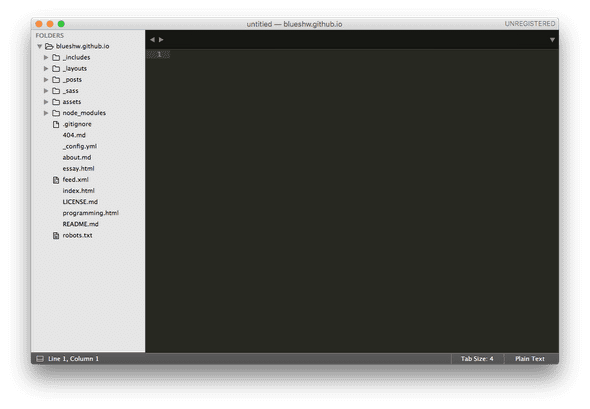 untitled — blueshw.github.io
UNREGISTERED
FOLDERS
blueshw.github.io
_includes
_layouts
_posts
_sass
assets
node_modules
.gitignore
404.md
_config.yml
about.md
essay.html
feed.xml
index.html
LICENSE.md
programming.html
README.md
robots.txt
1
Line 1, Column 1
Tab Size: 4
Plain Text